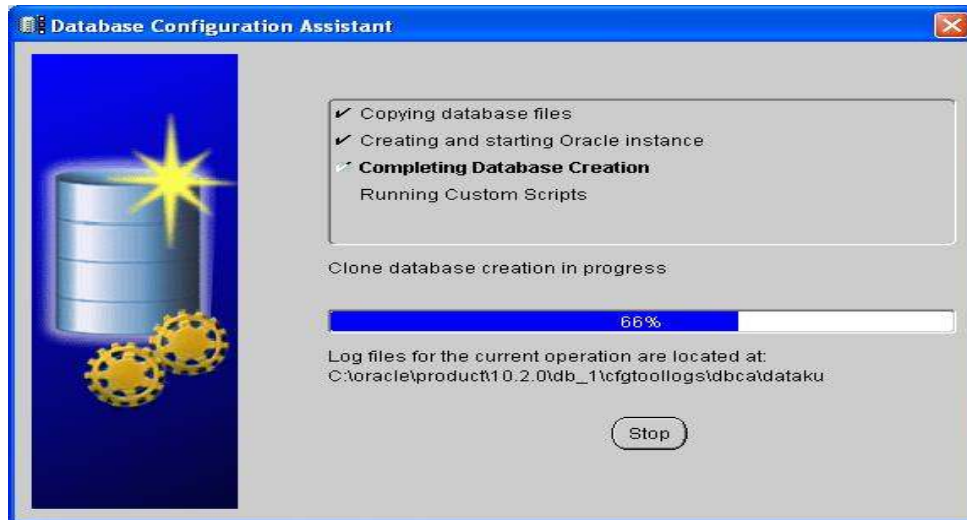 Database Configuration Assistant
Copying database files
Creating and starting Oracle instance
Completing Database Creation
Running Custom Scripts
Clone database creation in progress
66%
Log files for the current operation are located at:
C:\oracle\product\10.2.0\db_1\cfgtoollogs\dbca\dataku
Stop